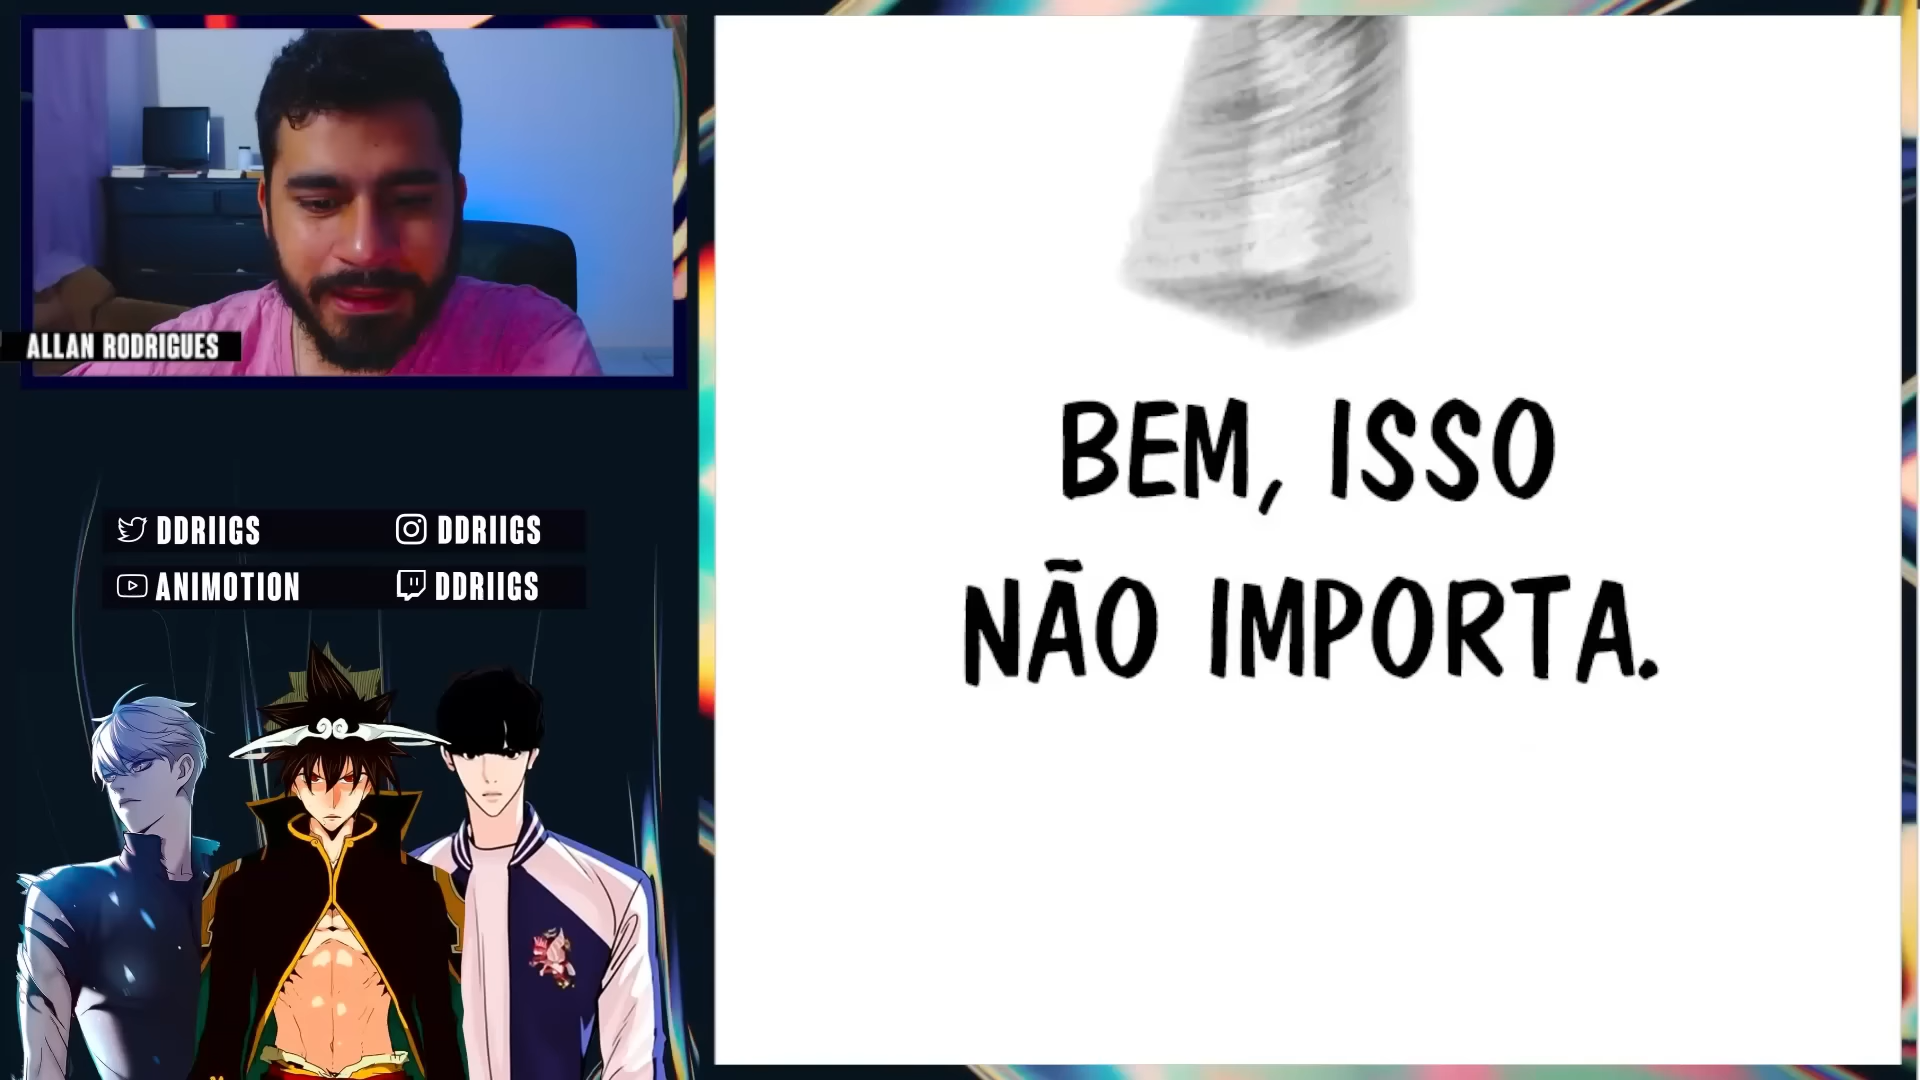 ALLAN RODRIGUES
DDRIIGS
DDRIIGS
ANIMOTION
DDRIIGS
BEM, ISSO
NÃO IMPORTA.